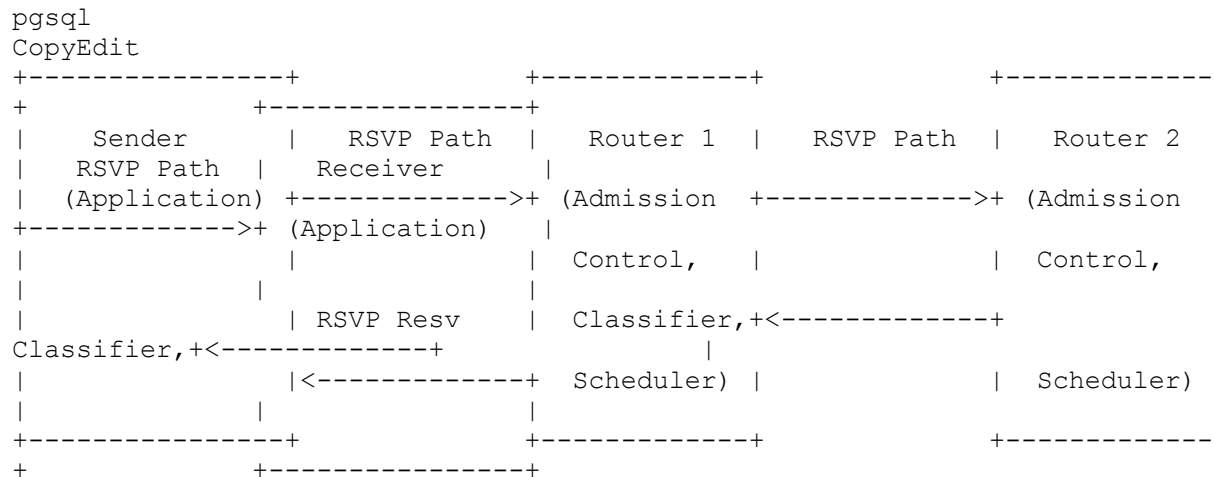 pgsql
CopyEdit
+----------------+               +-------------+               +-------------
+              +----------------+
|    Sender      |   RSVP Path   |   Router 1  |   RSVP Path   |   Router 2
|   RSVP Path  |   Receiver     |
|  (Application) +-------------->+ (Admission  +-------------->+ (Admission
+-------------->+ (Application)   |
|                |               |  Control,   |               |  Control,
|              |                |
|                | RSVP Resv     |  Classifier,+<-------------+
Classifier,+<-------------+                |
|                |<-------------+  Scheduler) |               |  Scheduler)
|              |                |
+----------------+               +-------------+               +-------------
+              +----------------+